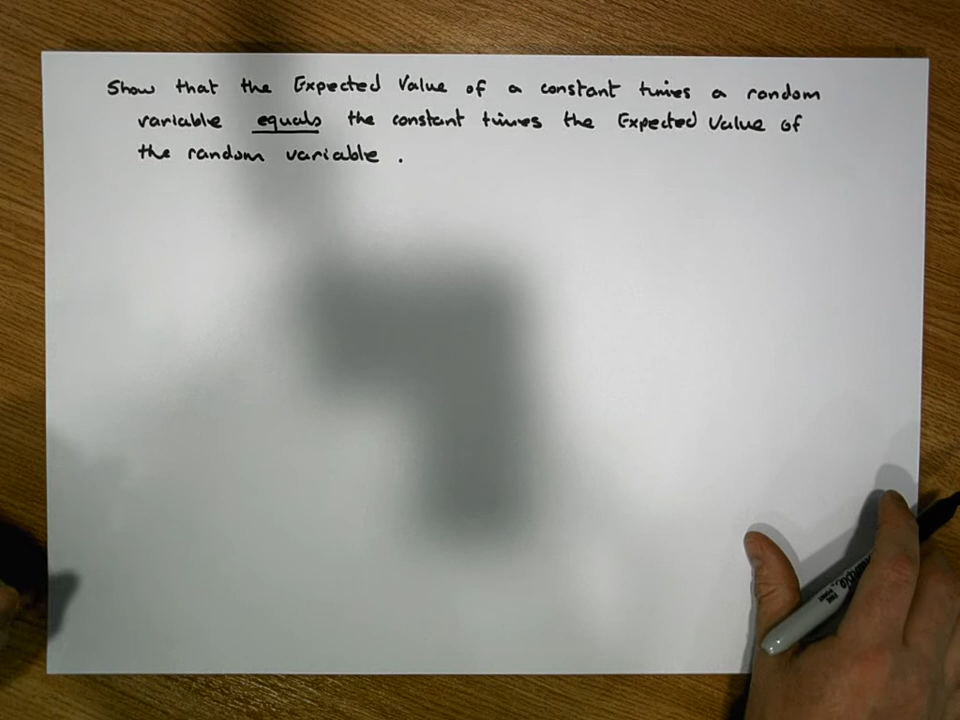 Show that the Expected Value of a constant times a random
variable equals the constant times the Expected Value of
the random variable.